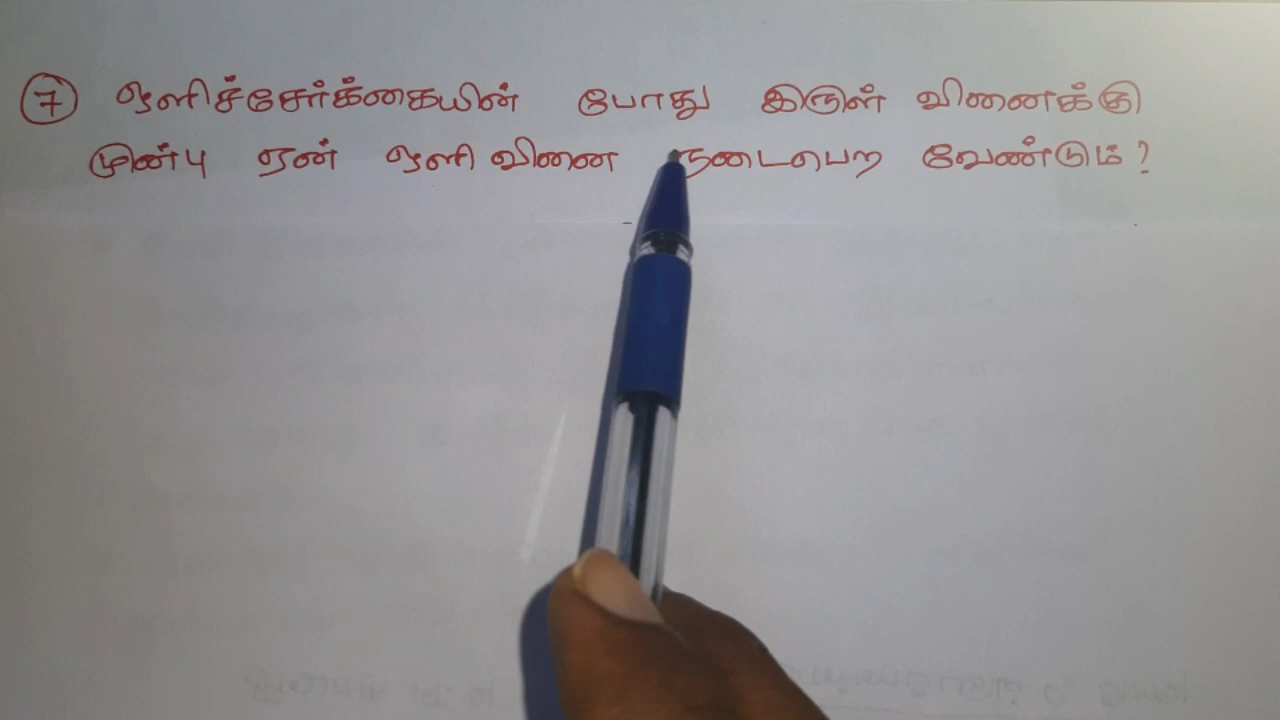 7 ஒளிச்சேர்க்கையின் போது இருள் வினைக்கு
முன்பு ஏன் ஒளி வினை நடைபெற வேண்டும்?